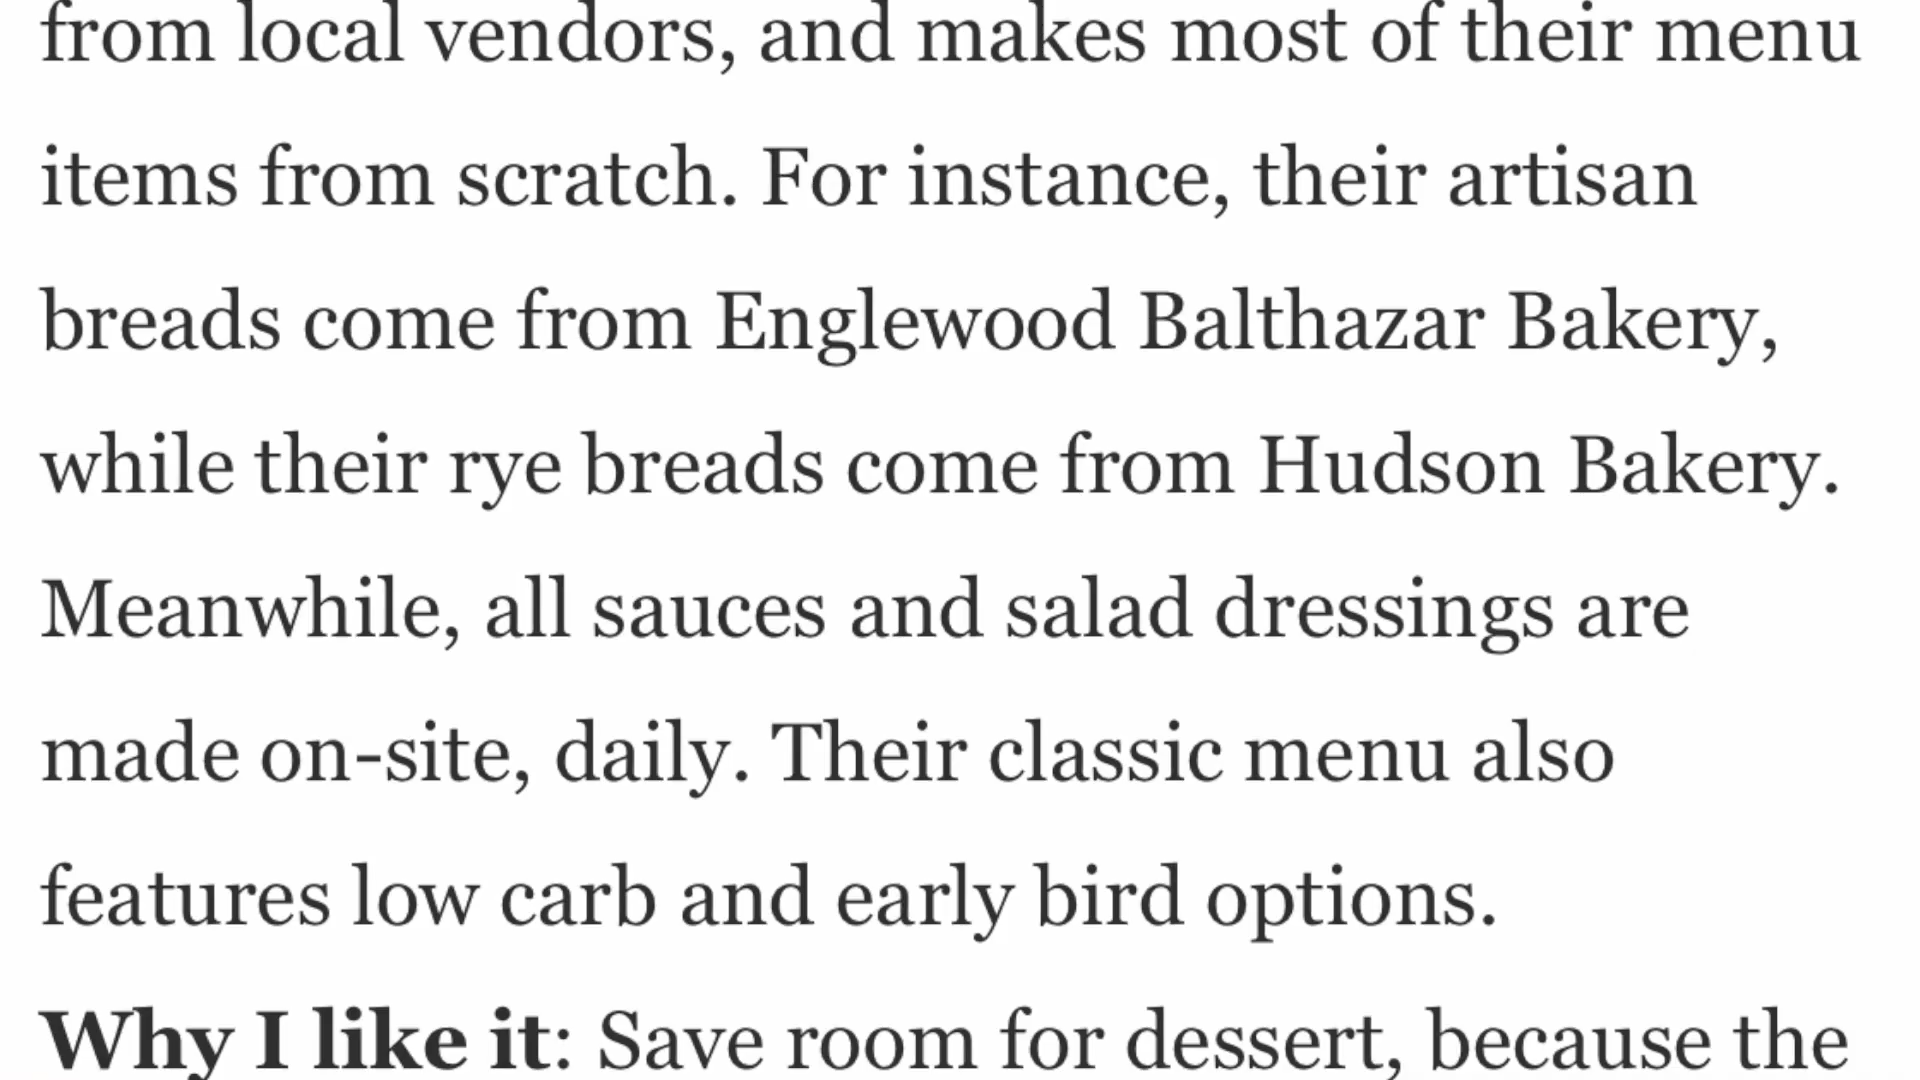 from local vendors, and makes most of their menu
items from scratch. For instance, their artisan
breads come from Englewood Balthazar Bakery,
while their rye breads come from Hudson Bakery.
Meanwhile, all sauces and salad dressings are
made on-site, daily. Their classic menu also
features low carb and early bird options.
Why I like it: Save room for dessert, because the